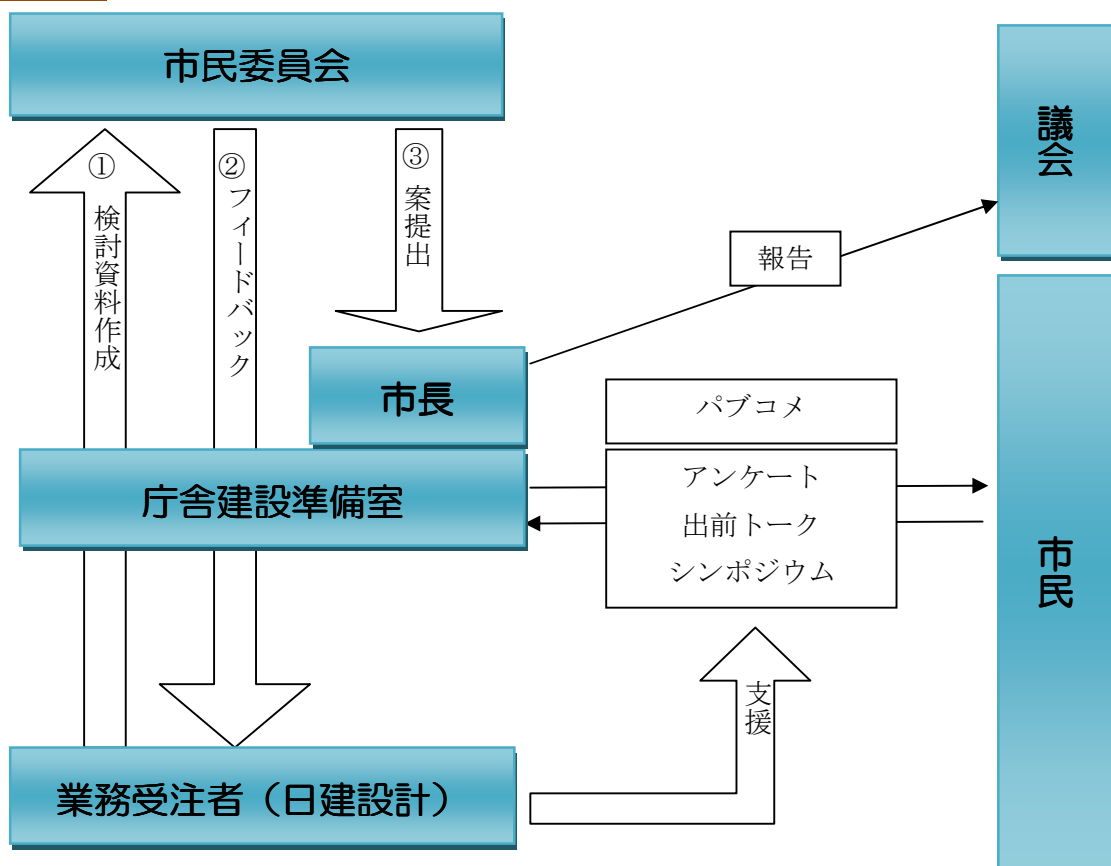 市民委員会
議会
①検討資料作成
②フィードバック
③案提出
報告
市長
パブコメ
庁舎建設準備室
アンケート
出前トーク
シンポジウム
市民
支援
業務受注者（日建設計）